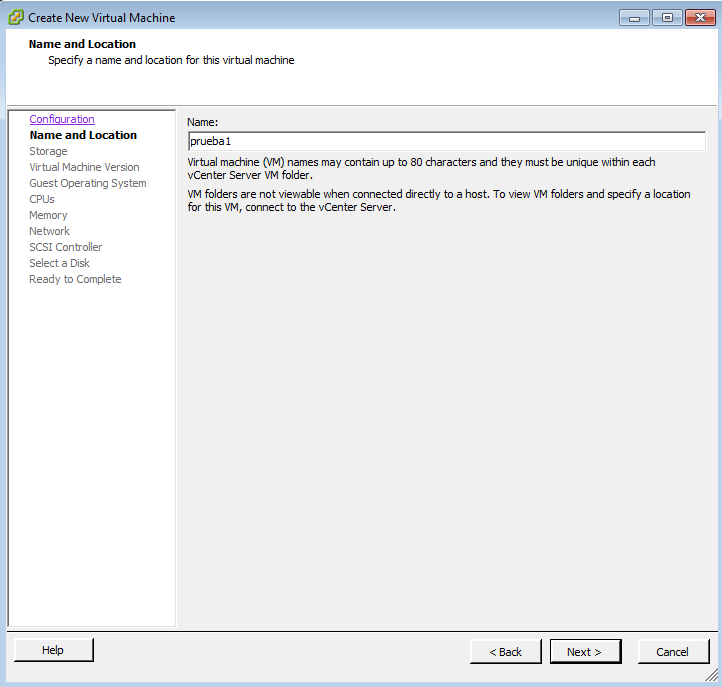 Create New Virtual Machine
Name and Location
Specify a name and location for this virtual machine
Configuration
Name and Location
Storage
Virtual Machine Version
Guest Operating System
CPUs
Memory
Network
SCSI Controller
Select a Disk
Ready to Complete
Name:
prueba1
Virtual machine (VM) names may contain up to 80 characters and they must be unique within each
vCenter Server VM folder.
VM folders are not viewable when connected directly to a host. To view VM folders and specify a location
for this VM, connect to the vCenter Server.
Help
< Back
Next >
Cancel